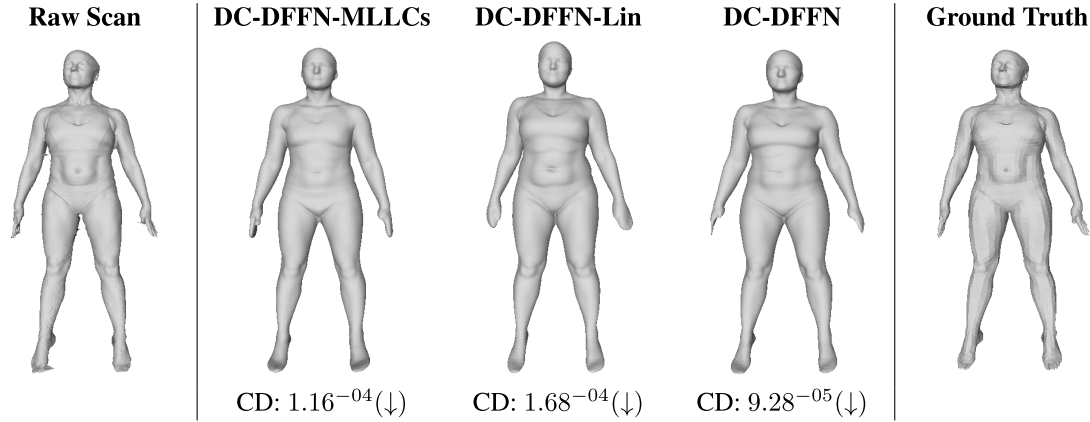 Raw Scan DC-DFFN-MLLCs DC-DFFN-Lin DC-DFFN Ground Truth
CD: 1.16⁻⁰⁴(↓) CD: 1.68⁻⁰⁴(↓) CD: 9.28⁻⁰⁵(↓)